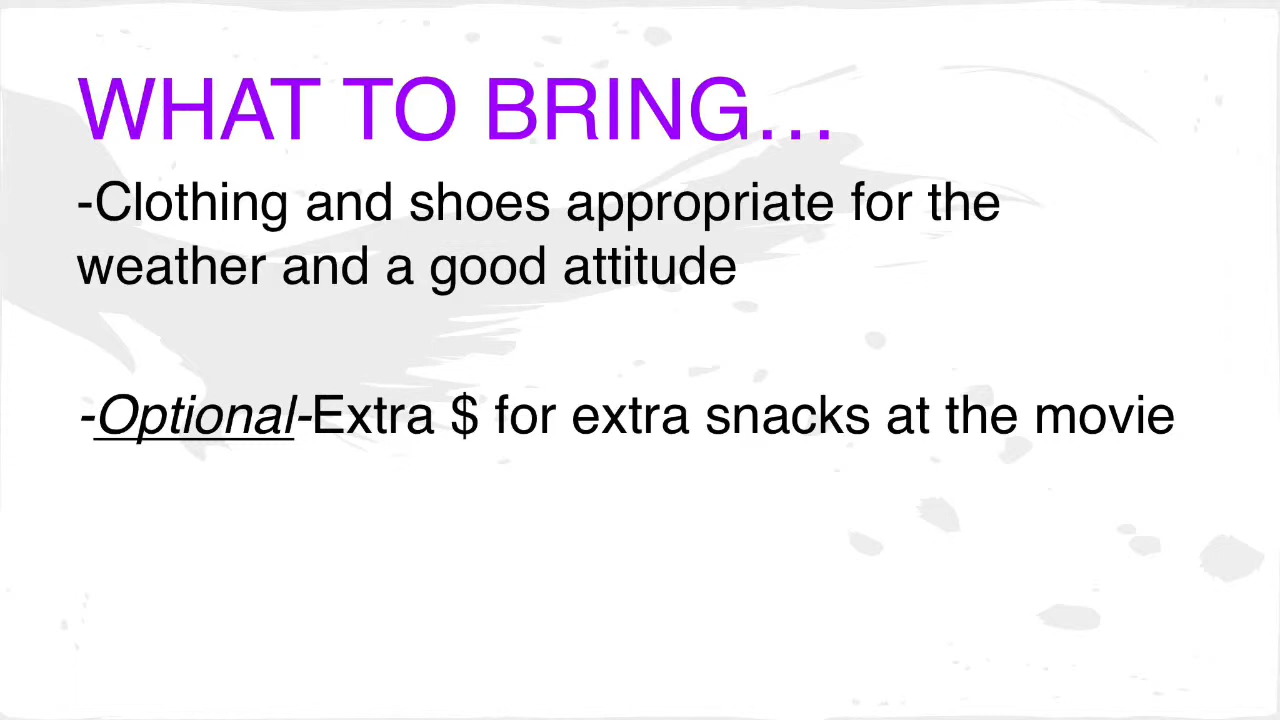 WHAT TO BRING…
-Clothing and shoes appropriate for the
weather and a good attitude
-Optional-Extra $ for extra snacks at the movie